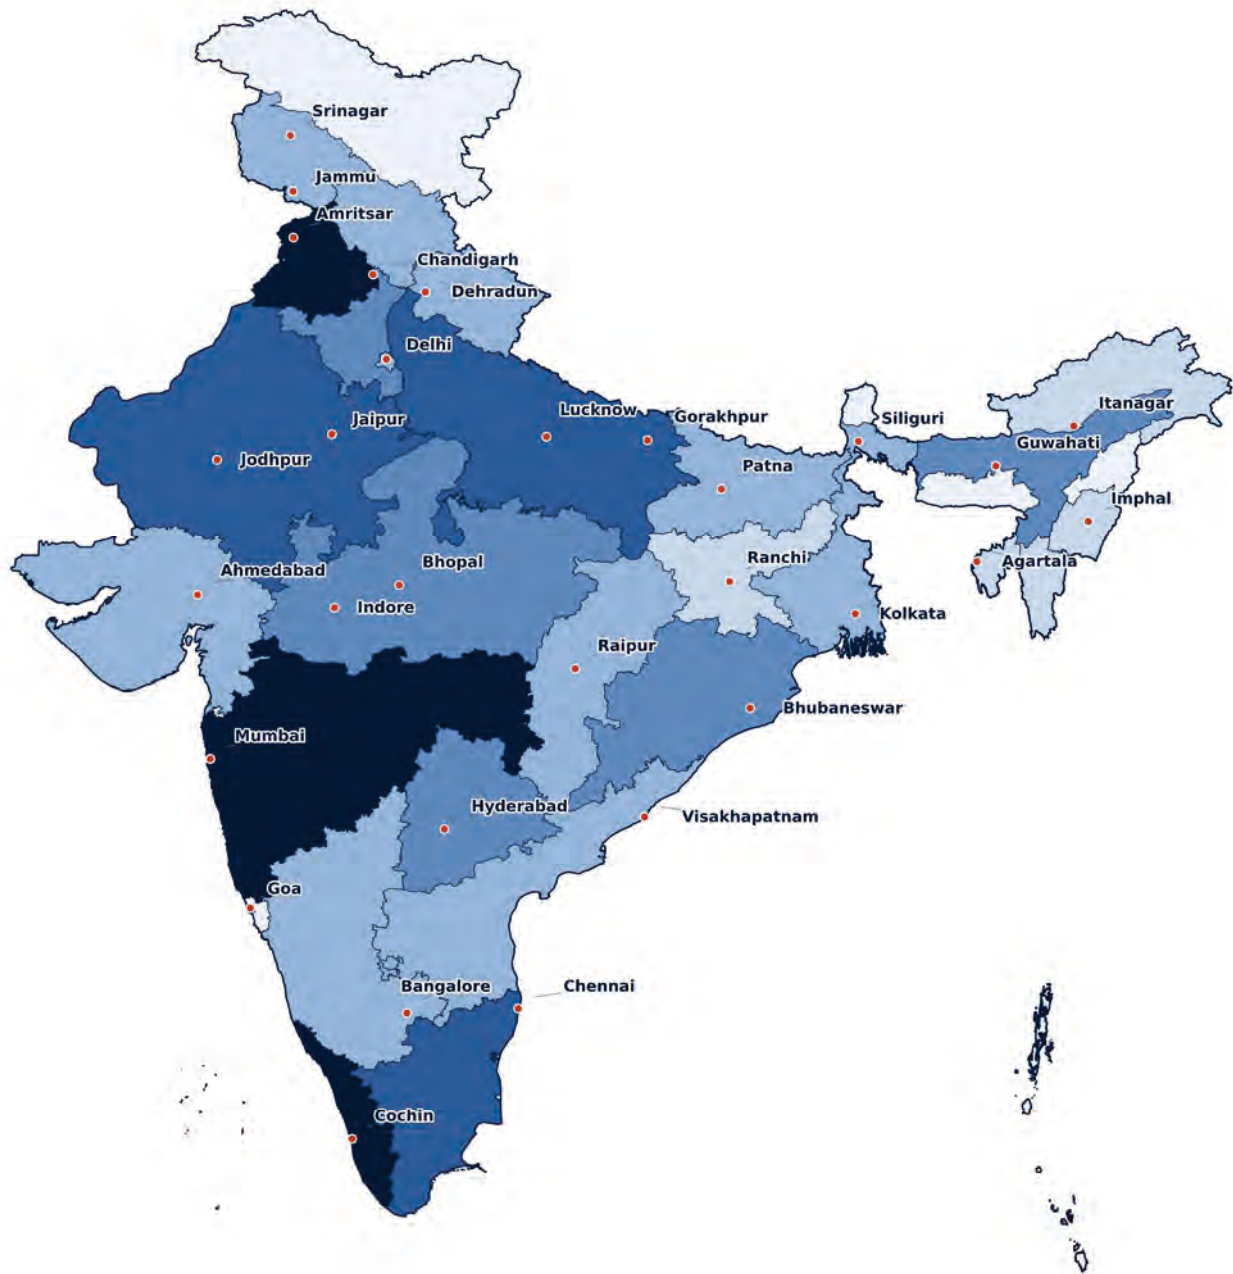 Srinagar
Jammu
Amritsar
Chandigarh
Dehradun
Delhi
Lucknow
Gorakhpur
Itanagar
Jaipur
Siliguri
Guwahati
Jodhpur
Patna
Imphal
Ranchi
Bhopal
Agartala
Ahmedabad
Indore
Kolkata
Raipur
Bhubaneswar
Mumbai
Hyderabad
Visakhapatnam
Goa
Bangalore
Chennai
Cochin